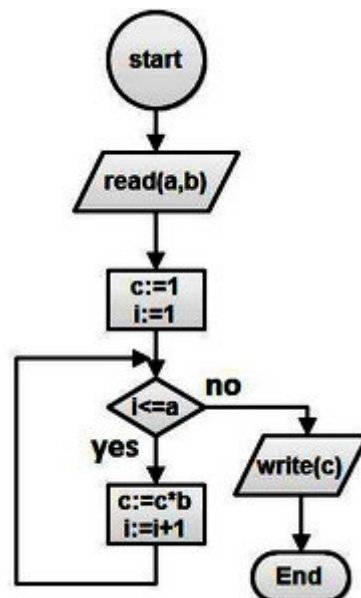 start
read(a,b)
c:=1
i:=1
i<=a
no
yes
c:=c*b
i:=i+1
write(c)
End